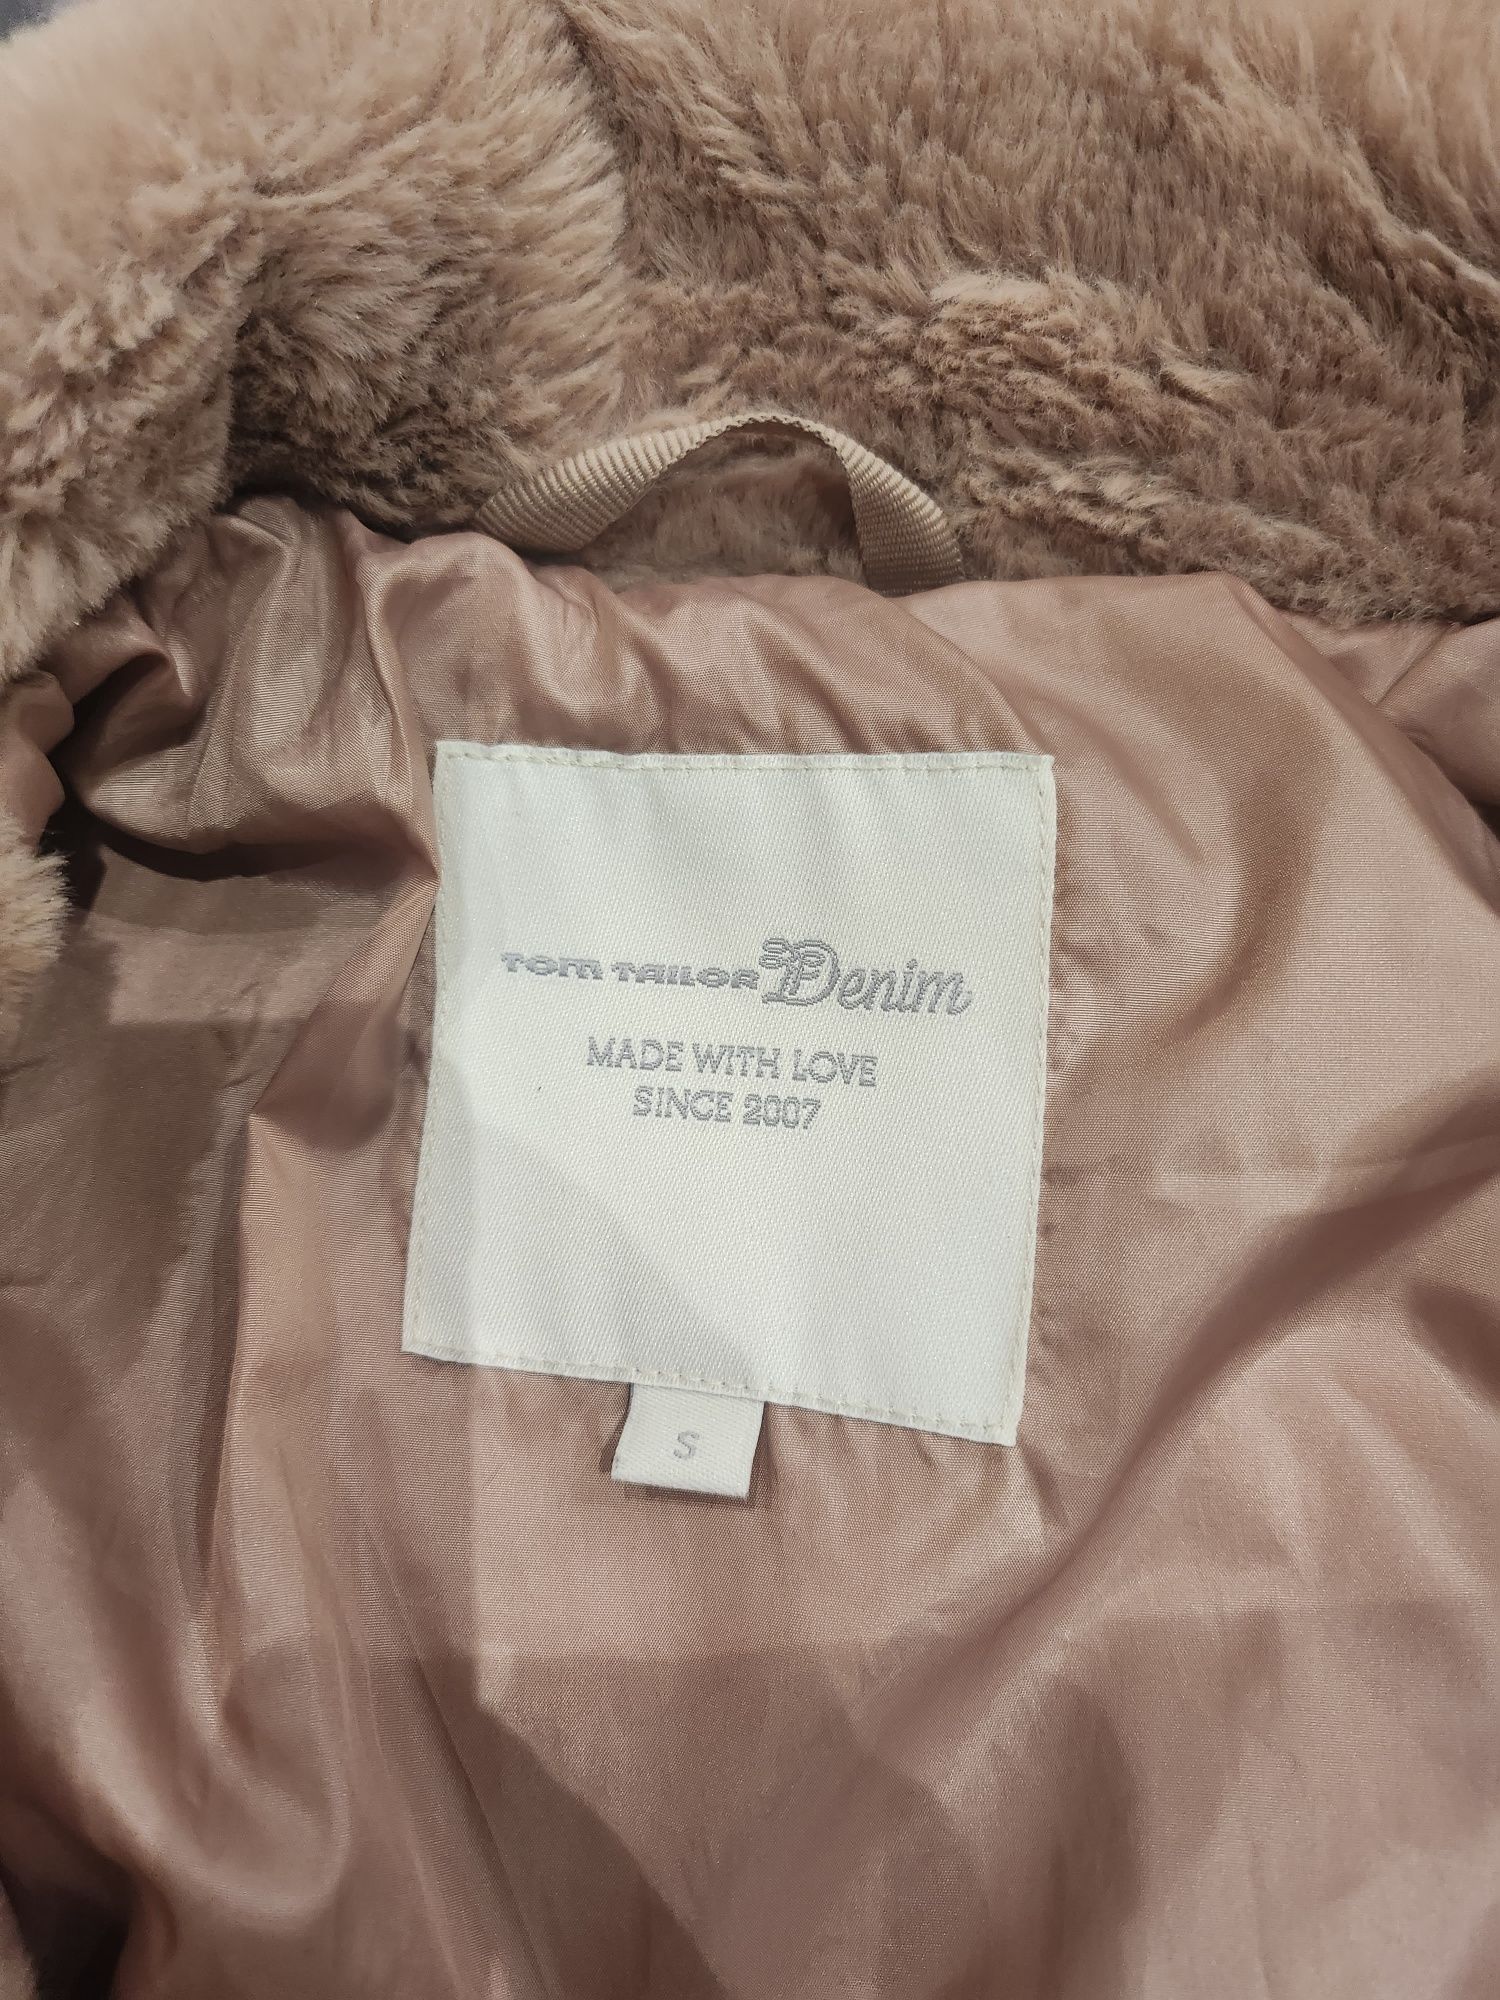 TOM TAILOR Denim
MADE WITH LOVE
SINCE 2007
S